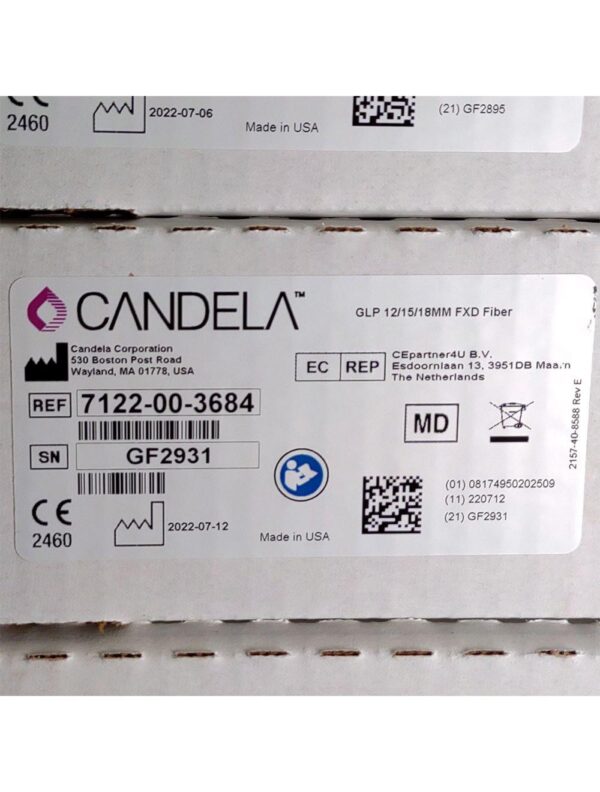 CE
2460
2022-07-06
Made in USA
(21) GF2895
CANDELA™
GLP 12/15/18MM FXD Fiber
Candela Corporation
530 Boston Post Road
Wayland, MA 01778, USA
EC REP
CEpartner4U B.V.
Esdoornlaan 13, 3951DB Maarn
The Netherlands
REF 7122-00-3684
MD
SN GF2931
2157-40-8588 Rev E
(01) 08174950202509
(11) 220712
(21) GF2931
CE
2460
2022-07-12
Made in USA